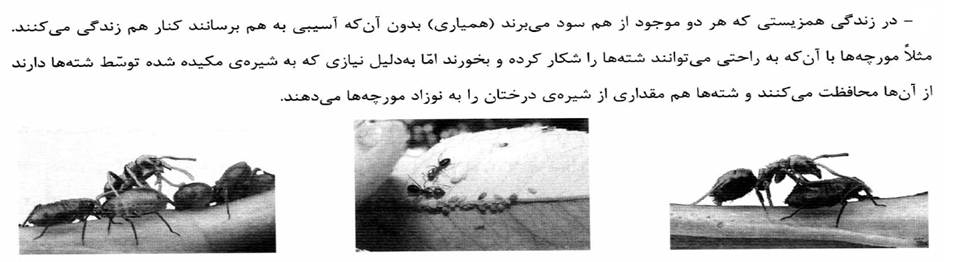 – در زندگی همزیستی که هر دو موجود از هم سود می‌برند (همیاری) بدون آن‌که آسیبی به هم برسانند کنار هم زندگی می‌کنند.
مثلاً مورچه‌ها با آن‌که به راحتی می‌توانند شته‌ها را شکار کرده و بخورند امّا به‌دلیل نیازی که به شیره‌ی مکیده شده توسّط شته‌ها دارند
از آن‌ها محافظت می‌کنند و شته‌ها هم مقداری از شیره‌ی درختان را به نوزاد مورچه‌ها می‌دهند.